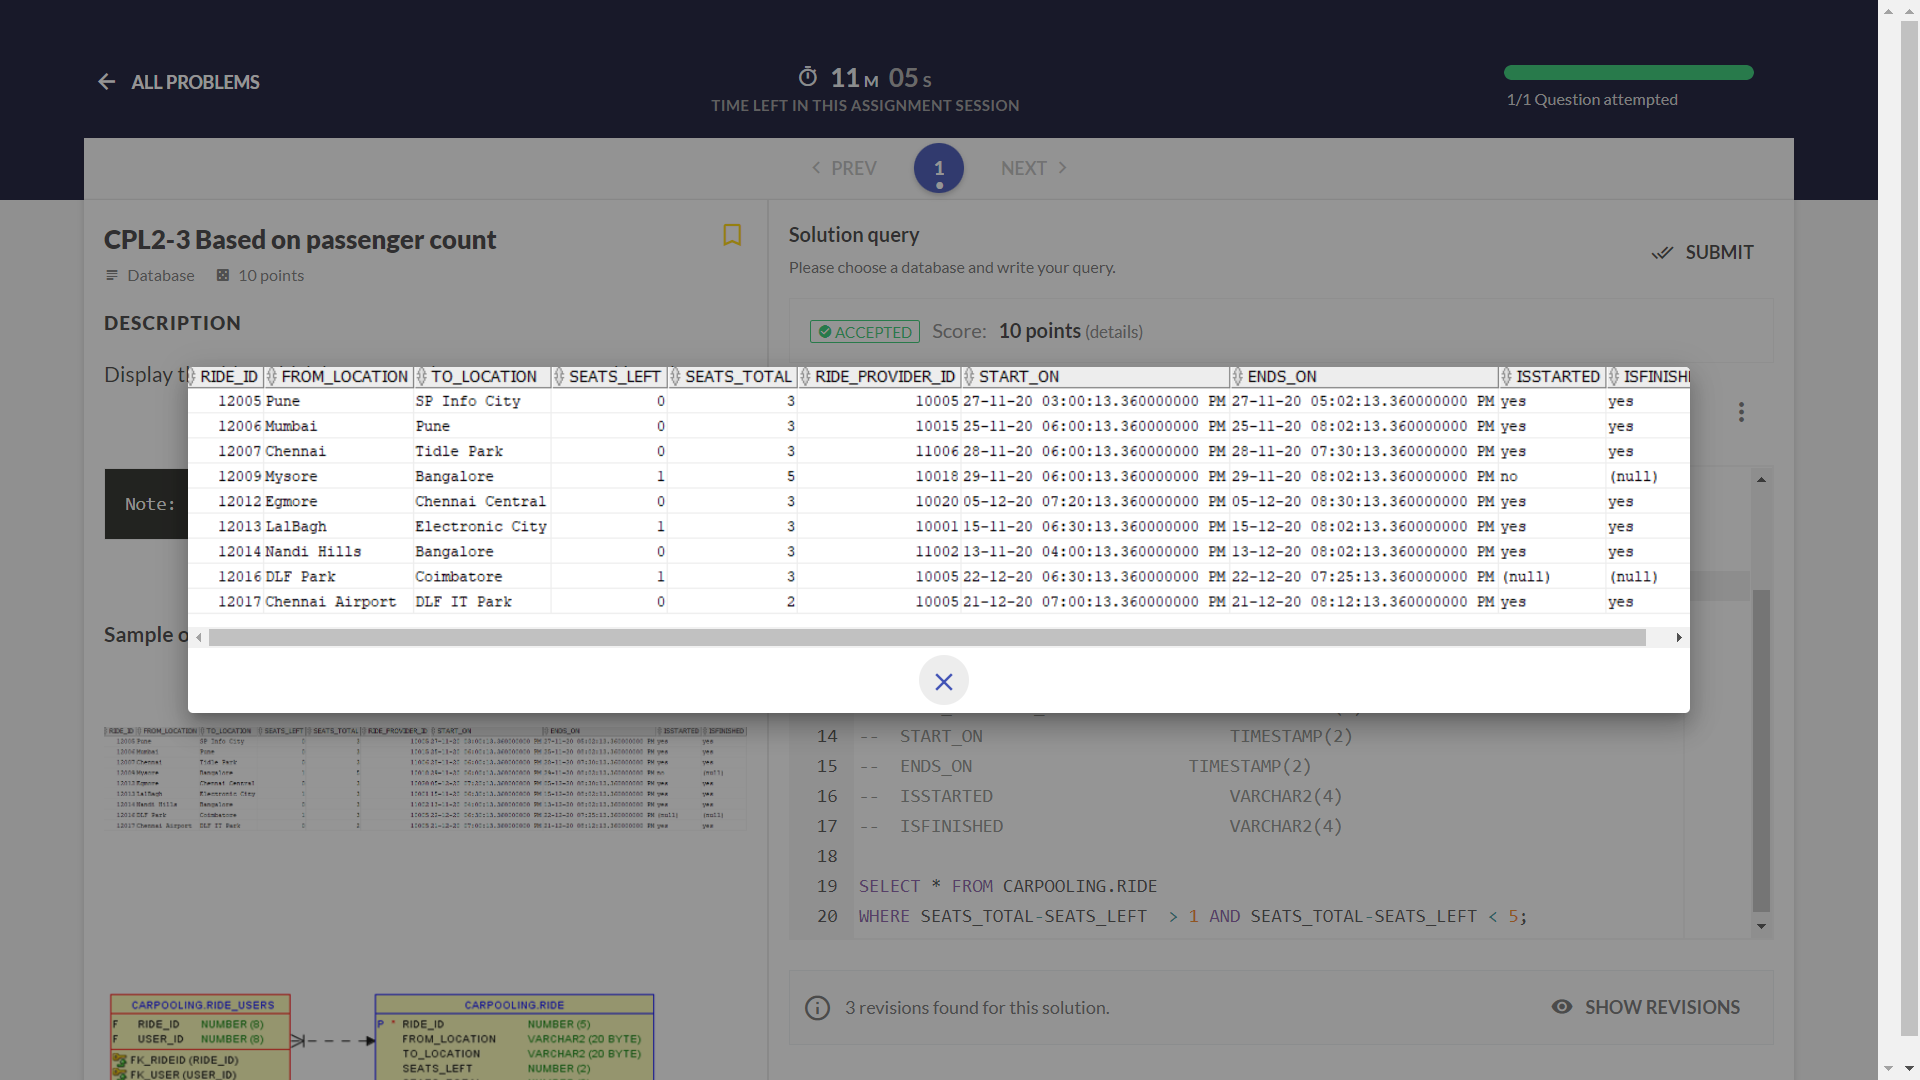 ALL PROBLEMS
11 M 05 S
TIME LEFT IN THIS ASSIGNMENT SESSION
1/1 Question attempted
PREV 1 NEXT
CPL2-3 Based on passenger count
Database 10 points
DESCRIPTION
Display t
Note:
Sample o
Solution query
Please choose a database and write your query.
SUBMIT
ACCEPTED Score: 10 points (details)
RIDE_ID FROM_LOCATION TO_LOCATION SEATS_LEFT SEATS_TOTAL RIDE_PROVIDER_ID START_ON ENDS_ON ISSTARTED ISFINISH
12005 Pune SP Info City 0 3 10005 27-11-20 03:00:13.360000000 PM 27-11-20 05:02:13.360000000 PM yes yes
12006 Mumbai Pune 0 3 10015 25-11-20 06:00:13.360000000 PM 25-11-20 08:02:13.360000000 PM yes yes
12007 Chennai Tidle Park 0 3 11006 28-11-20 06:00:13.360000000 PM 28-11-20 07:30:13.360000000 PM yes yes
12009 Mysore Bangalore 1 5 10018 29-11-20 06:00:13.360000000 PM 29-11-20 08:02:13.360000000 PM no (null)
12012 Egmore Chennai Central 0 3 10020 05-12-20 07:20:13.360000000 PM 05-12-20 08:30:13.360000000 PM yes yes
12013 LalBagh Electronic City 1 3 10001 15-11-20 06:30:13.360000000 PM 15-12-20 08:02:13.360000000 PM yes yes
12014 Nandi Hills Bangalore 0 3 11002 13-11-20 04:00:13.360000000 PM 13-12-20 08:02:13.360000000 PM yes yes
12016 DLF Park Coimbatore 1 3 10005 22-12-20 06:30:13.360000000 PM 22-12-20 07:25:13.360000000 PM (null) (null)
12017 Chennai Airport DLF IT Park 0 2 10005 21-12-20 07:00:13.360000000 PM 21-12-20 08:12:13.360000000 PM yes yes
14 -- START_ON TIMESTAMP(2)
15 -- ENDS_ON TIMESTAMP(2)
16 -- ISSTARTED VARCHAR2(4)
17 -- ISFINISHED VARCHAR2(4)
18
19 SELECT * FROM CARPOOLING.RIDE
20 WHERE SEATS_TOTAL-SEATS_LEFT > 1 AND SEATS_TOTAL-SEATS_LEFT < 5;
3 revisions found for this solution.
SHOW REVISIONS
CARPOOLING.RIDE_USERS
F RIDE_ID NUMBER (8)
F USER_ID NUMBER (8)
FK_RIDEID (RIDE_ID)
FK_USER (USER_ID)
CARPOOLING.RIDE
P * RIDE_ID NUMBER (5)
FROM_LOCATION VARCHAR2 (20 BYTE)
TO_LOCATION VARCHAR2 (20 BYTE)
SEATS_LEFT NUMBER (2)